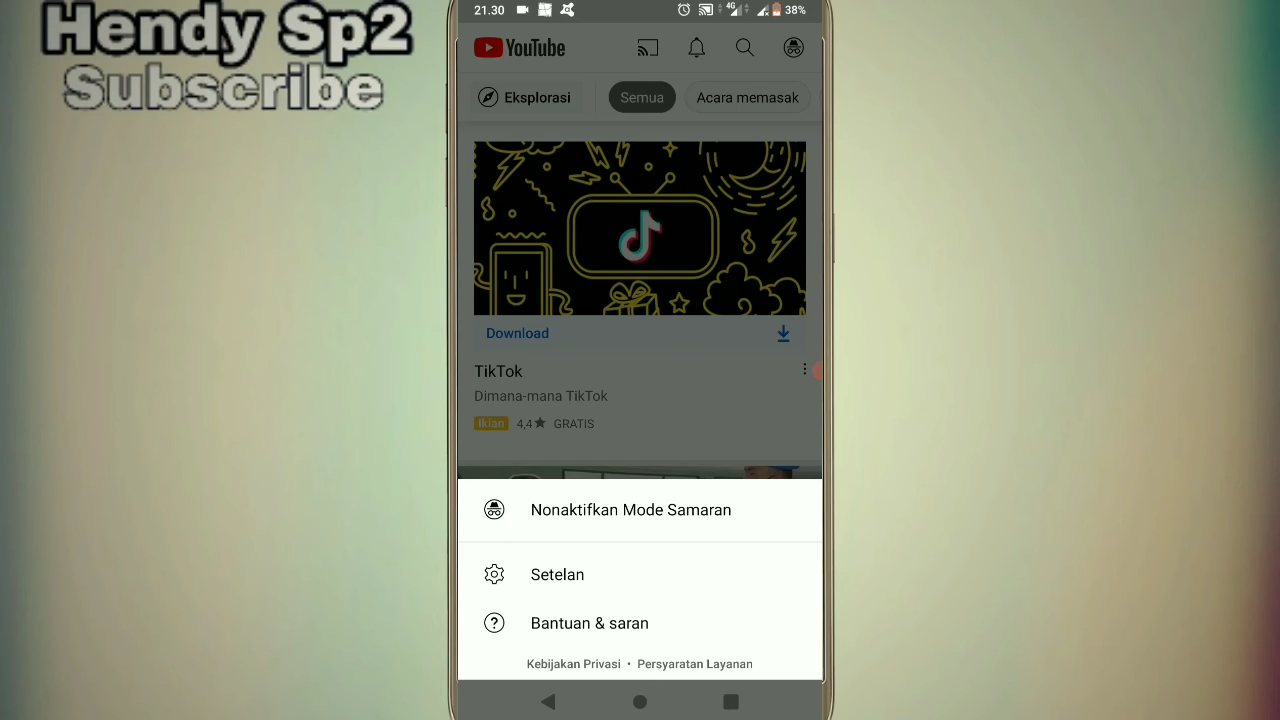 Hendy Sp2
Subscribe
21.30
4G
38%
YouTube
Eksplorasi
Semua
Acara memasak
Download
TikTok
Dimana-mana TikTok
Iklan 4,4★ GRATIS
Nonaktifkan Mode Samaran
Setelan
Bantuan & saran
Kebijakan Privasi • Persyaratan Layanan